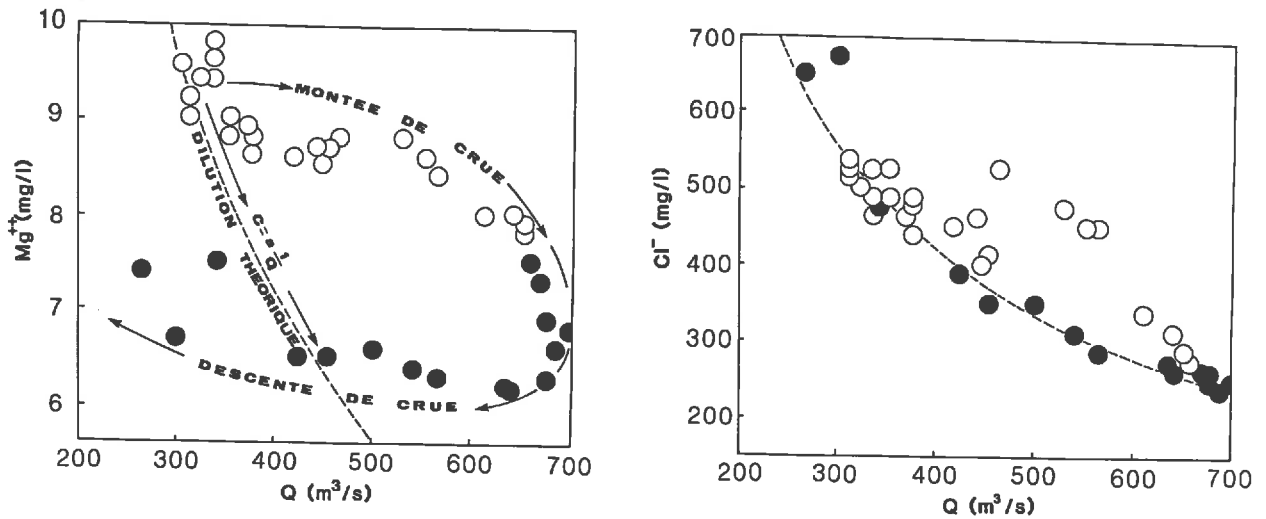 10
9
8
7
6
Mg++ (mg/l)
200 300 400 500 600 700
Q (m³/s)
MONTEE DE CRUE
DILUTION THEORIQUE
C = a 1/Q
DESCENTE DE CRUE
700
600
500
400
300
200
Cl⁻ (mg/l)
200 300 400 500 600 700
Q (m³/s)